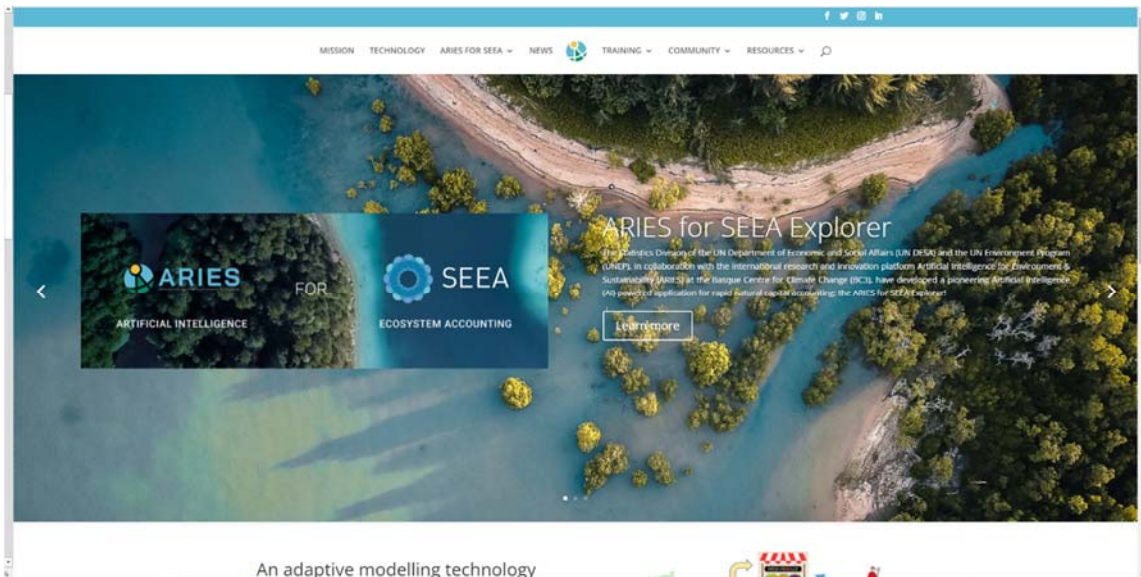 MISSION TECHNOLOGY ARIES FOR SEEA NEWS TRAINING COMMUNITY RESOURCES
ARIES
ARTIFICIAL INTELLIGENCE
FOR
SEEA
ECOSYSTEM ACCOUNTING
ARIES for SEEA Explorer
The Statistics Division of the UN Department of Economic and Social Affairs (UN DESA) and the UN Environment Program
(UNEP), in collaboration with the international research and innovation platform Artificial Intelligence for Environment &
Sustainability (ARIES) at the Basque Centre for Climate Change (BC3), have developed a pioneering Artificial Intelligence
(AI) powered application for rapid natural capital accounting: the ARIES for SEEA Explorer!
Learn more
An adaptive modelling technology